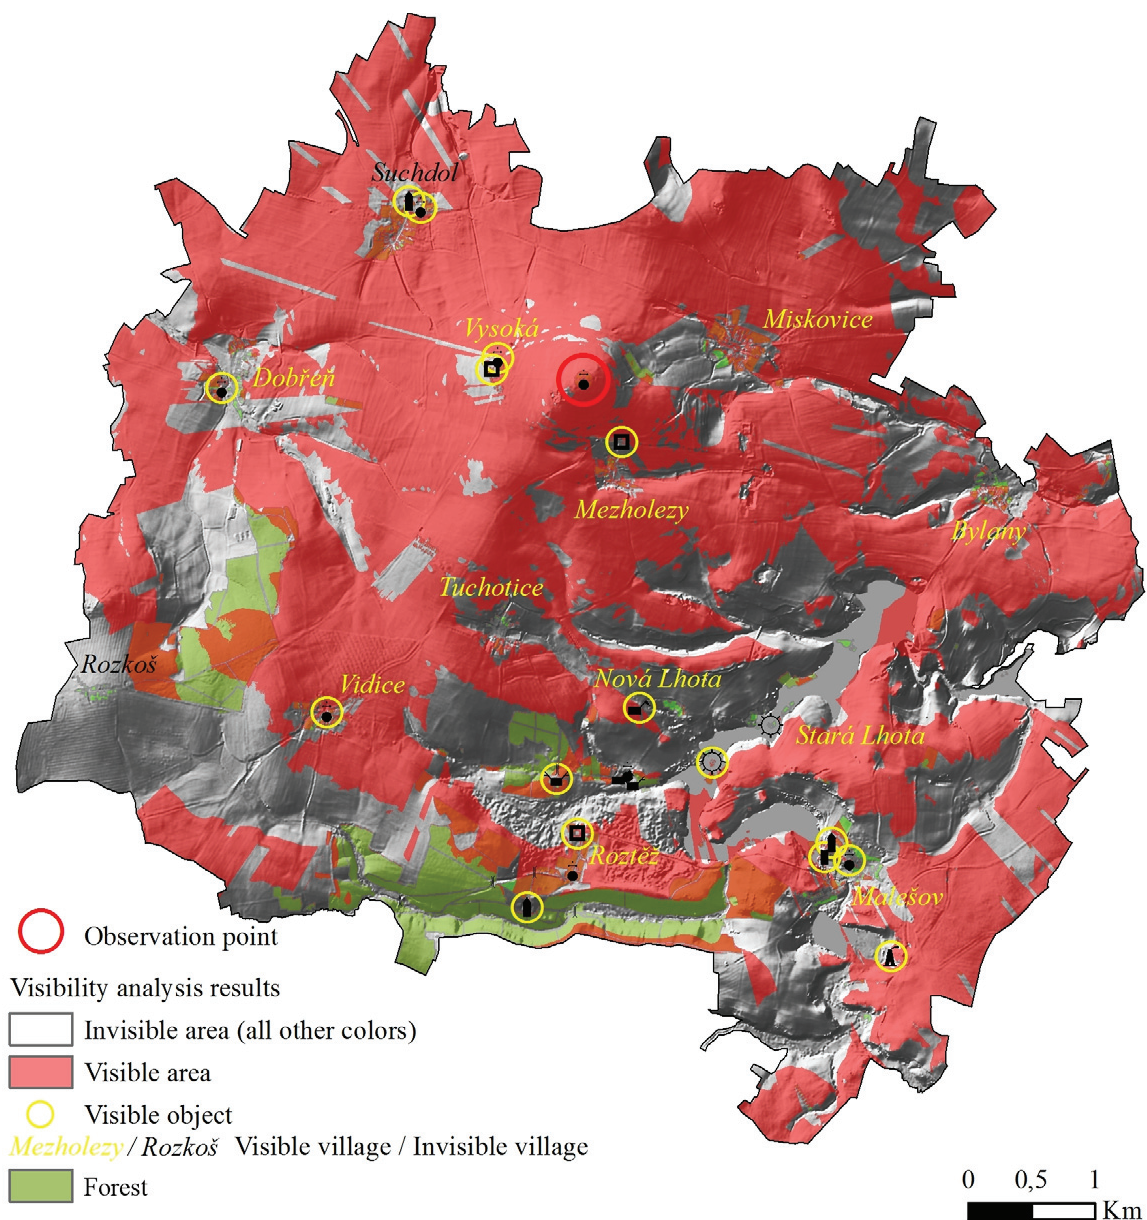 Suchdol
Vysoká
Miskovice
Dobřeň
Mezholezy
Bylany
Tuchotice
Rozkoš
Vidice
Nová Lhota
Stará Lhota
Roztěž
Malešov
Observation point
Visibility analysis results
Invisible area (all other colors)
Visible area
Visible object
Mezholezy / Rozkoš Visible village / Invisible village
Forest
0 0,5 1
Km